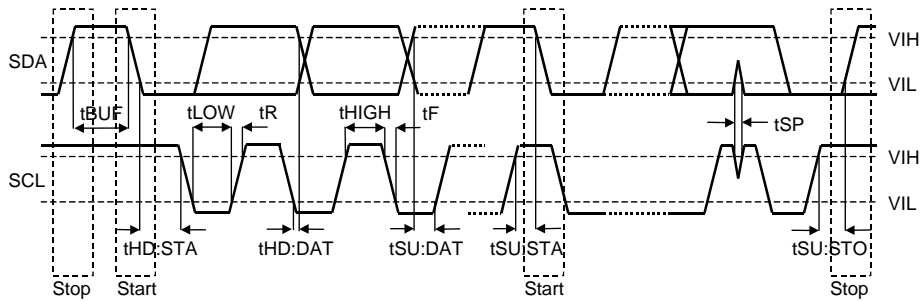 VIH
SDA
VIL
tBUF
tLOW
tR
tHIGH
tF
tSP
VIH
SCL
VIL
tHD:STA
tHD:DAT
tSU:DAT
tSU:STA
tSU:STO
Stop
Start
Start
Stop